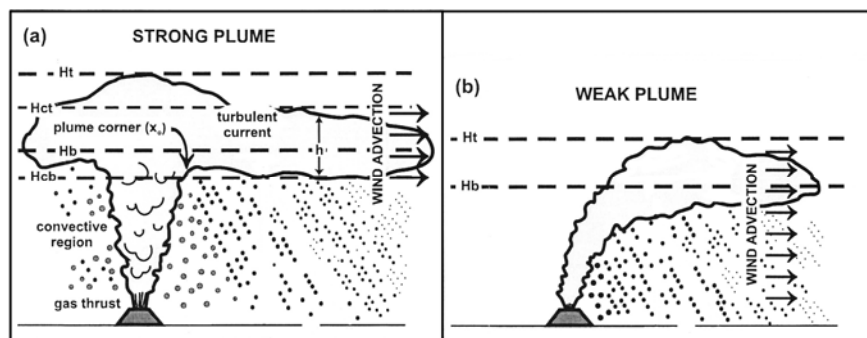 (a)
STRONG PLUME
Ht
Hct
plume corner (xₒ)
turbulent
current
h
Hb
Hcb
WIND ADVECTION
convective
region
gas thrust
(b)
WEAK PLUME
Ht
Hb
WIND ADVECTION